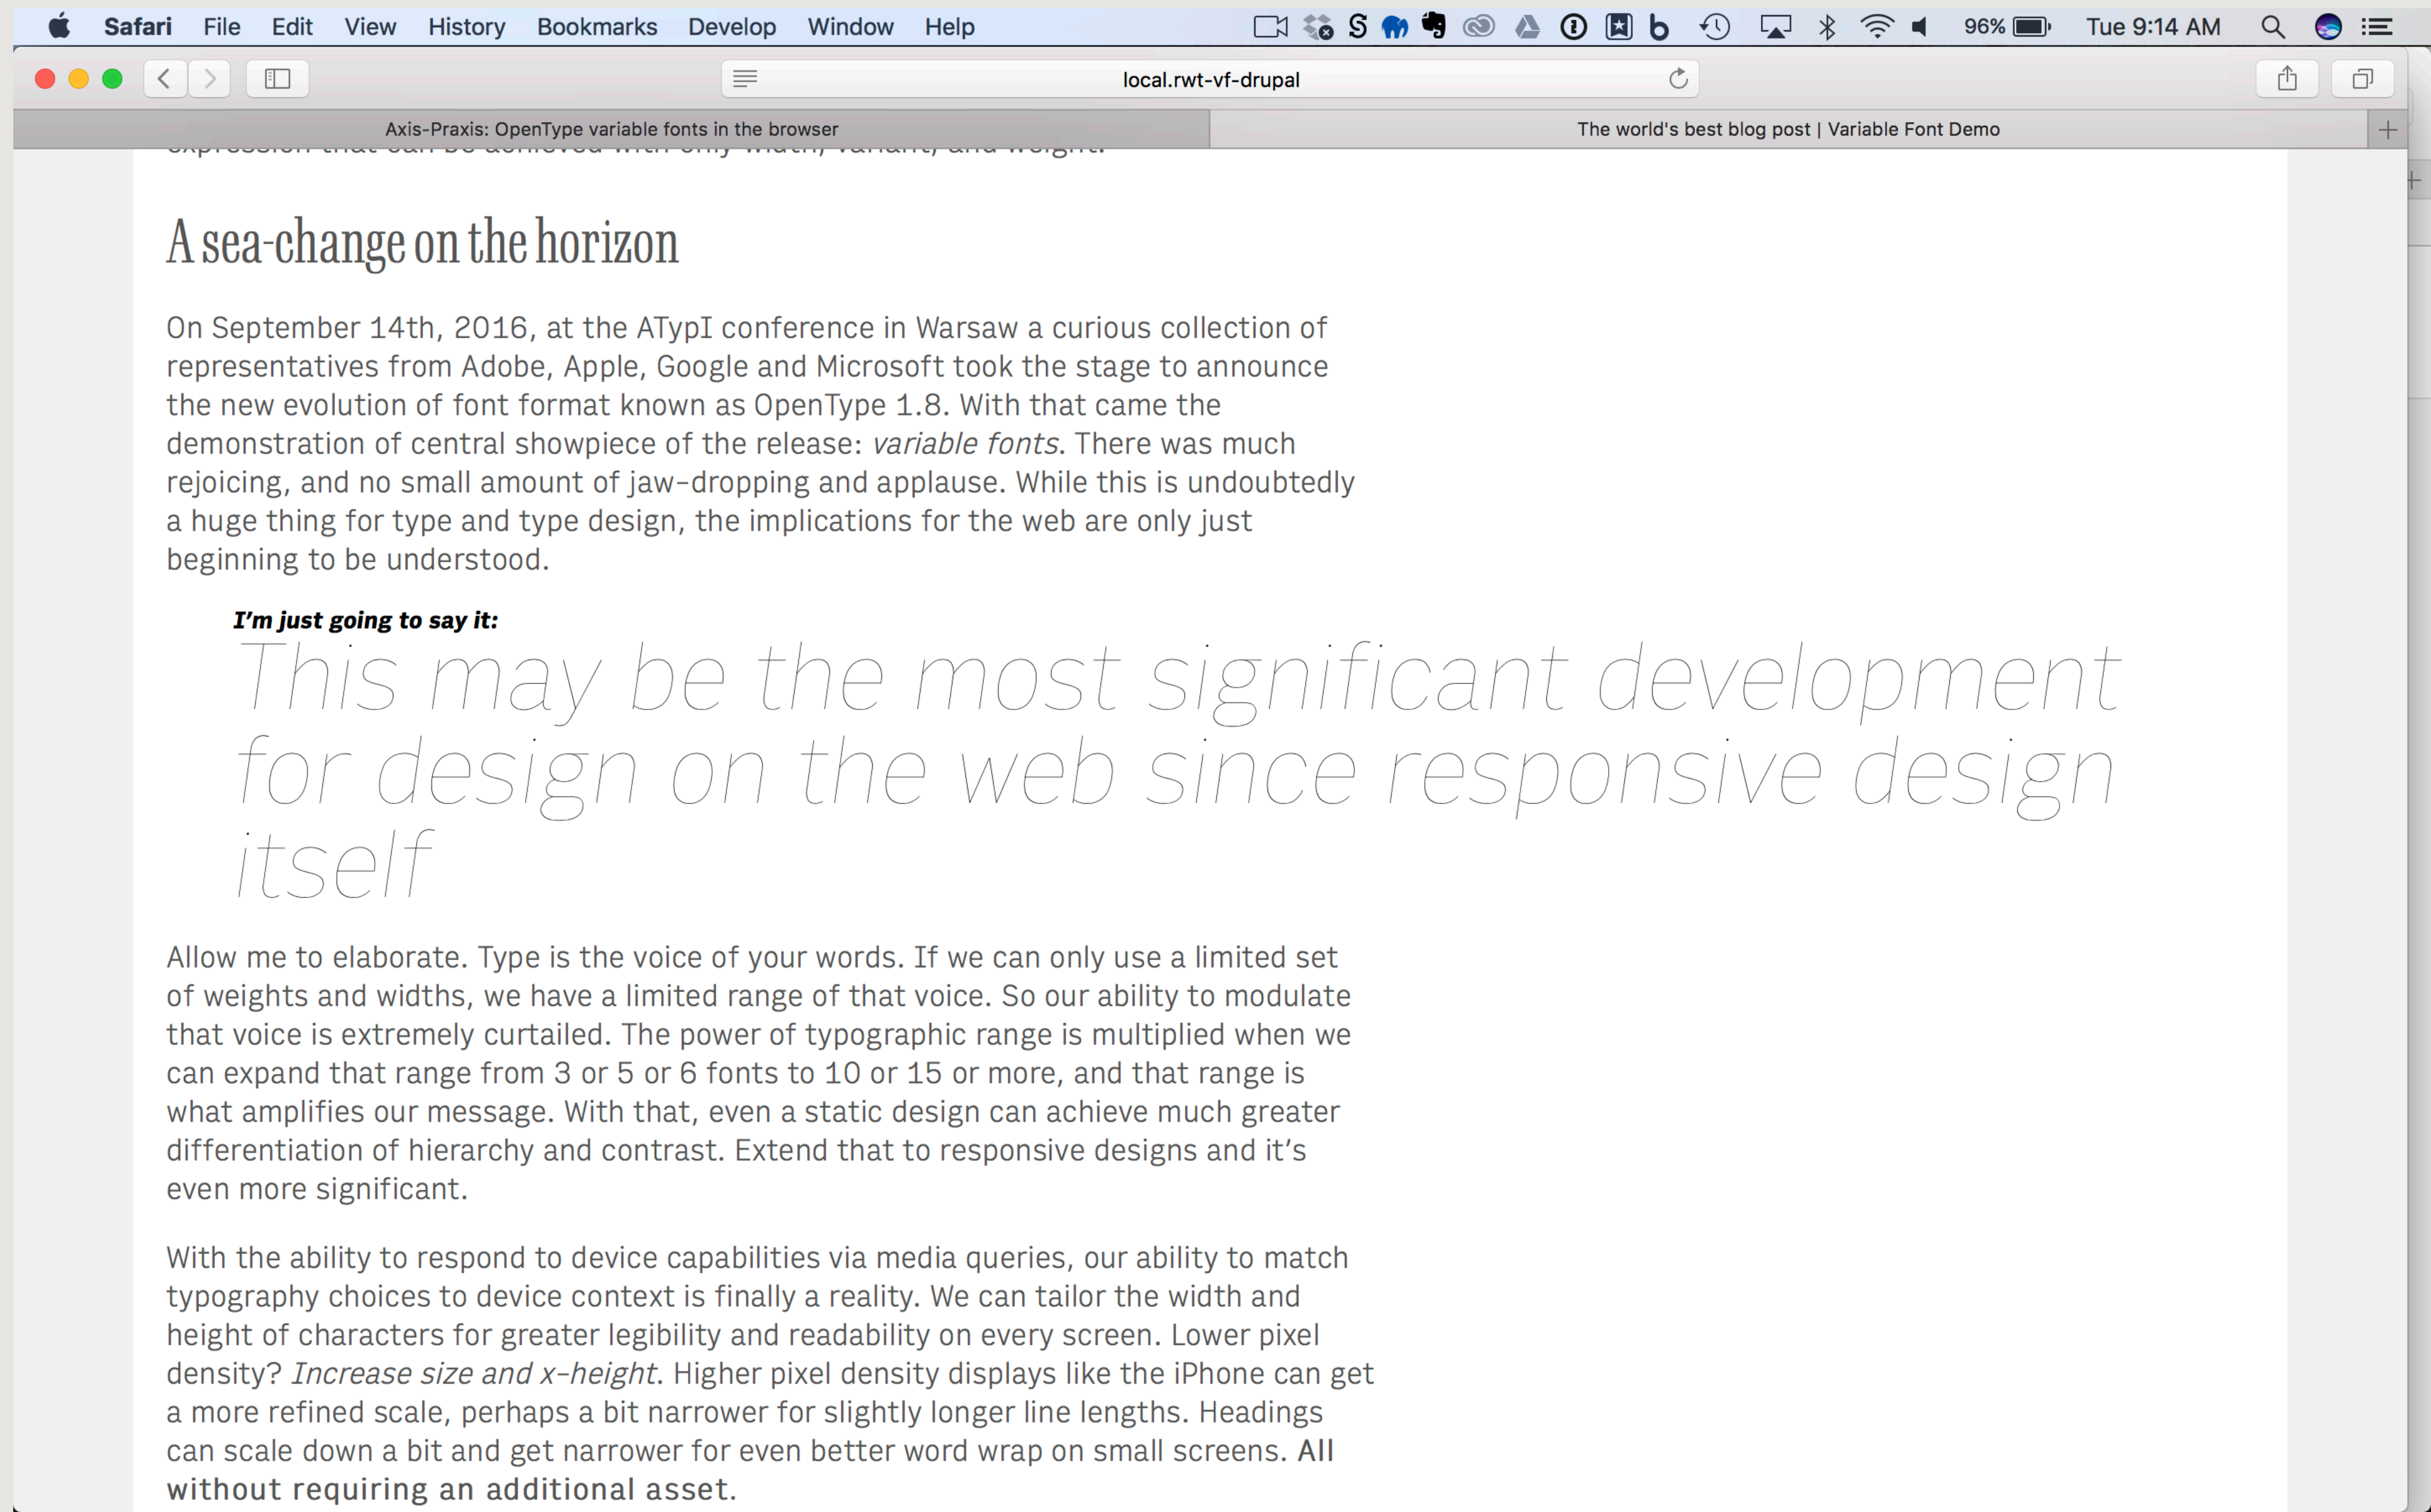 Safari File Edit View History Bookmarks Develop Window Help 96% Tue 9:14 AM
local.rwt-vf-drupal
Axis-Praxis: OpenType variable fonts in the browser
The world's best blog post | Variable Font Demo
expression that can be achieved with only width, variant, and weight.
A sea-change on the horizon
On September 14th, 2016, at the ATypI conference in Warsaw a curious collection of
representatives from Adobe, Apple, Google and Microsoft took the stage to announce
the new evolution of font format known as OpenType 1.8. With that came the
demonstration of central showpiece of the release: variable fonts. There was much
rejoicing, and no small amount of jaw-dropping and applause. While this is undoubtedly
a huge thing for type and type design, the implications for the web are only just
beginning to be understood.
I’m just going to say it:
This may be the most significant development
for design on the web since responsive design
itself
Allow me to elaborate. Type is the voice of your words. If we can only use a limited set
of weights and widths, we have a limited range of that voice. So our ability to modulate
that voice is extremely curtailed. The power of typographic range is multiplied when we
can expand that range from 3 or 5 or 6 fonts to 10 or 15 or more, and that range is
what amplifies our message. With that, even a static design can achieve much greater
differentiation of hierarchy and contrast. Extend that to responsive designs and it’s
even more significant.
With the ability to respond to device capabilities via media queries, our ability to match
typography choices to device context is finally a reality. We can tailor the width and
height of characters for greater legibility and readability on every screen. Lower pixel
density? Increase size and x-height. Higher pixel density displays like the iPhone can get
a more refined scale, perhaps a bit narrower for slightly longer line lengths. Headings
can scale down a bit and get narrower for even better word wrap on small screens. All
without requiring an additional asset.